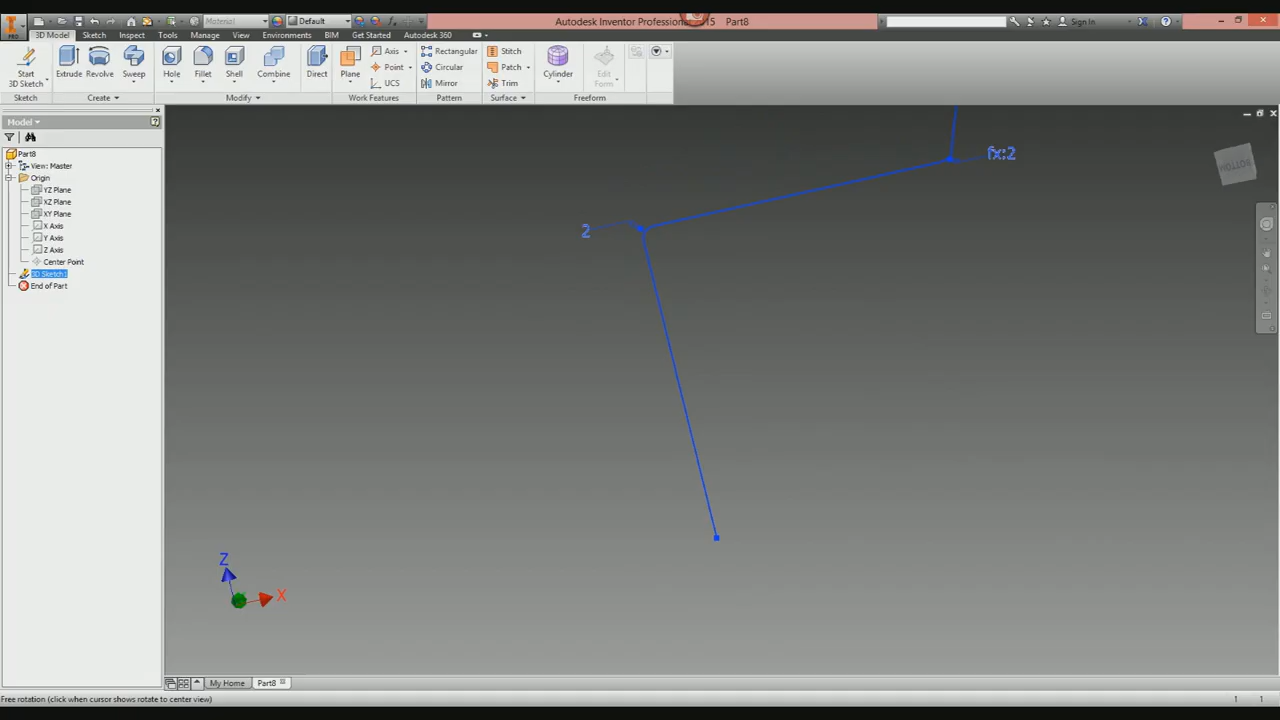 Material
Default
Autodesk Inventor Professional
15 Part8
Sign In
PRO
3D Model Sketch Inspect Tools Manage View Environments BIM Get Started Autodesk 360
Start
3D Sketch
Extrude Revolve Sweep
Hole Fillet Shell Combine
Direct
Plane
Axis
Point
UCS
Rectangular
Circular
Mirror
Stitch
Patch
Trim
Cylinder
Edit
Form
Sketch Create Modify Work Features Pattern Surface Freeform
Model
Part8
View: Master
Origin
YZ Plane
XZ Plane
XY Plane
X Axis
Y Axis
Z Axis
Center Point
3D Sketch1
End of Part
fx:2
2
BOTTOM
Z
X
My Home Part8
Free rotation (click when cursor shows rotate to center view) 1 1